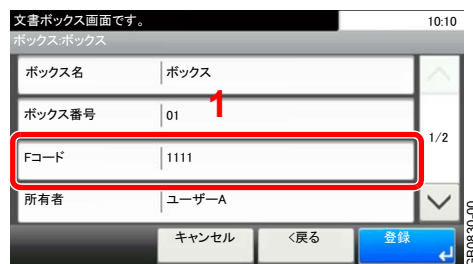 文書ボックス画面です。 10:10
ボックス:ボックス
ボックス名 ボックス
ボックス番号 01
1
1/2
Fコード 1111
所有者 ユーザーA
キャンセル <戻る 登録
GB0830-00